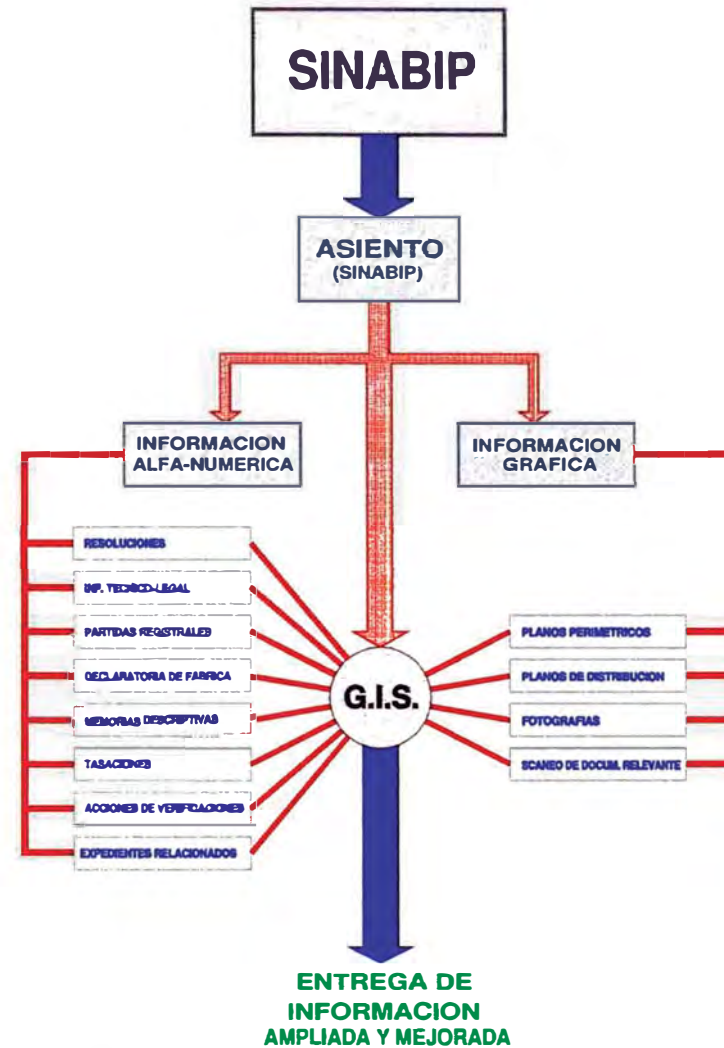 SINABIP
ASIENTO
(SINABIP)
INFORMACION
ALFA-NUMERICA
INFORMACION
GRAFICA
RESOLUCIONES
INF. TECNICO-LEGAL
PARTIDAS REGISTRALES
DECLARATORIA DE FABRICA
MEMORIAS DESCRIPTIVAS
TASACIONES
ACCIONES DE VERIFICACIONES
EXPEDIENTES RELACIONADOS
G.I.S.
PLANOS PERIMETRICOS
PLANOS DE DISTRIBUCION
FOTOGRAFIAS
SCANEO DE DOCUM. RELEVANTE
ENTREGA DE
INFORMACION
AMPLIADA Y MEJORADA